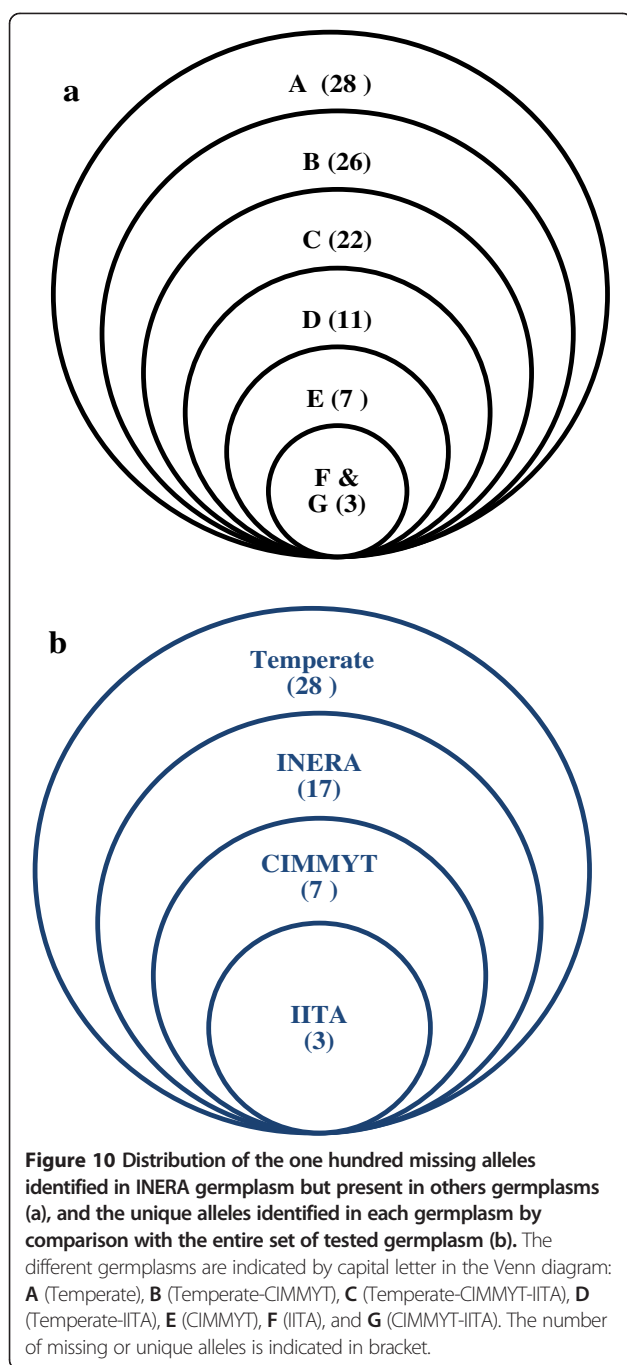 a
A (28 )
B (26)
C (22)
D (11)
E (7 )
F &
G (3)
b
Temperate
(28 )
INERA
(17)
CIMMYT
(7 )
IITA
(3)
Figure 10 Distribution of the one hundred missing alleles
identified in INERA germplasm but present in others germplasms
(a), and the unique alleles identified in each germplasm by
comparison with the entire set of tested germplasm (b). The
different germplasms are indicated by capital letter in the Venn diagram:
A (Temperate), B (Temperate-CIMMYT), C (Temperate-CIMMYT-IITA), D
(Temperate-IITA), E (CIMMYT), F (IITA), and G (CIMMYT-IITA). The number
of missing or unique alleles is indicated in bracket.